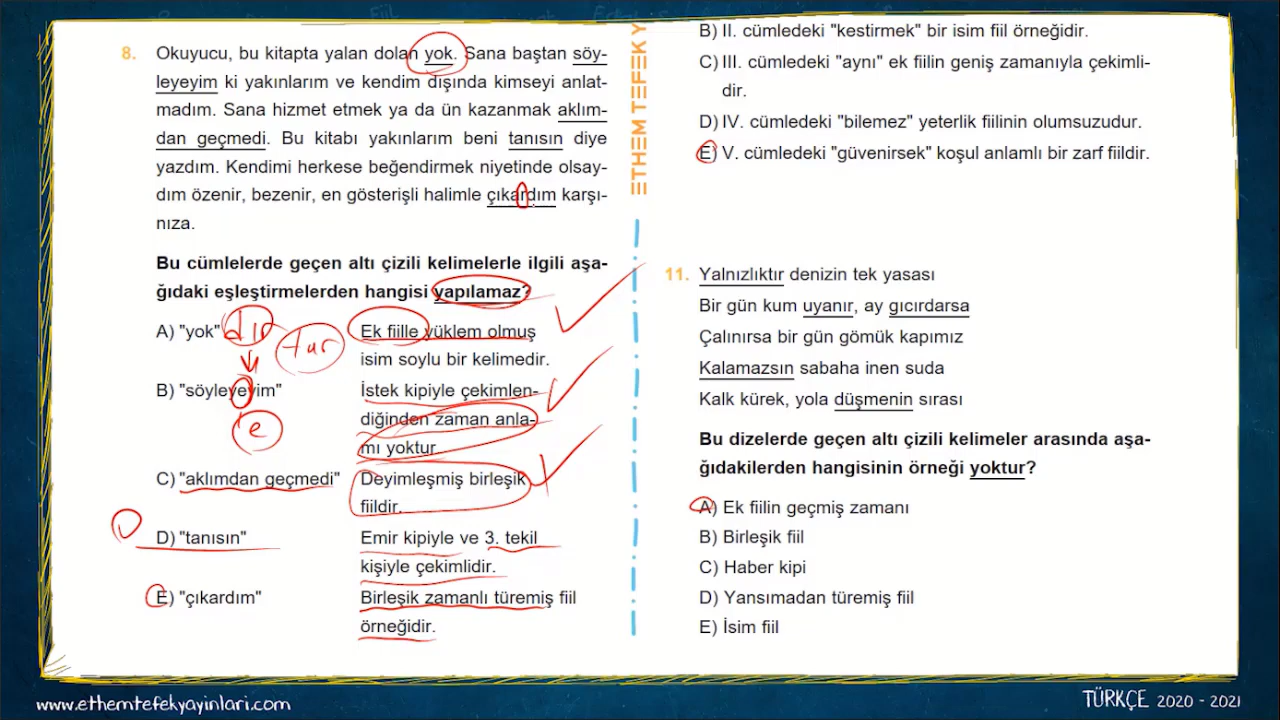 8. Okuyucu, bu kitapta yalan dolan yok. Sana baştan söy-
leyeyim ki yakınlarım ve kendim dışında kimseyi anlat-
madım. Sana hizmet etmek ya da ün kazanmak aklım-
dan geçmedi. Bu kitabı yakınlarım beni tanısın diye
yazdım. Kendimi herkese beğendirmek niyetinde olsay-
dım özenir, bezenir, en gösterişli halimle çıkardım karşı-
nıza.
Bu cümlelerde geçen altı çizili kelimelerle ilgili aşa-
ğıdaki eşleştirmelerden hangisi yapılamaz?
A) "yok" dır tur Ek fiille yüklem olmuş
isim soylu bir kelimedir.
B) "söyleyeyim" İstek kipiyle çekimlen-
diğinden zaman anla-
e
mı yoktur.
C) "aklımdan geçmedi" Deyimleşmiş birleşik
fiildir.
D) "tanısın" Emir kipiyle ve 3. tekil
kişiyle çekimlidir.
E) "çıkardım" Birleşik zamanlı türemiş fiil
örneğidir.
ETHEM TEFEK Y
B) II. cümledeki "kestirmek" bir isim fiil örneğidir.
C) III. cümledeki "aynı" ek fiilin geniş zamanıyla çekimli-
dir.
D) IV. cümledeki "bilemez" yeterlik fiilinin olumsuzudur.
E) V. cümledeki "güvenirsek" koşul anlamlı bir zarf fiildir.
11. Yalnızlıktır denizin tek yasası
Bir gün kum uyanır, ay gıcırdarsa
Çalınırsa bir gün gömük kapımız
Kalamazsın sabaha inen suda
Kalk kürek, yola düşmenin sırası
Bu dizelerde geçen altı çizili kelimeler arasında aşa-
ğıdakilerden hangisinin örneği yoktur?
A) Ek fiilin geçmiş zamanı
B) Birleşik fiil
C) Haber kipi
D) Yansımadan türemiş fiil
E) İsim fiil
www.ethemtefekyayinlari.com
TÜRKÇE 2020 - 2021